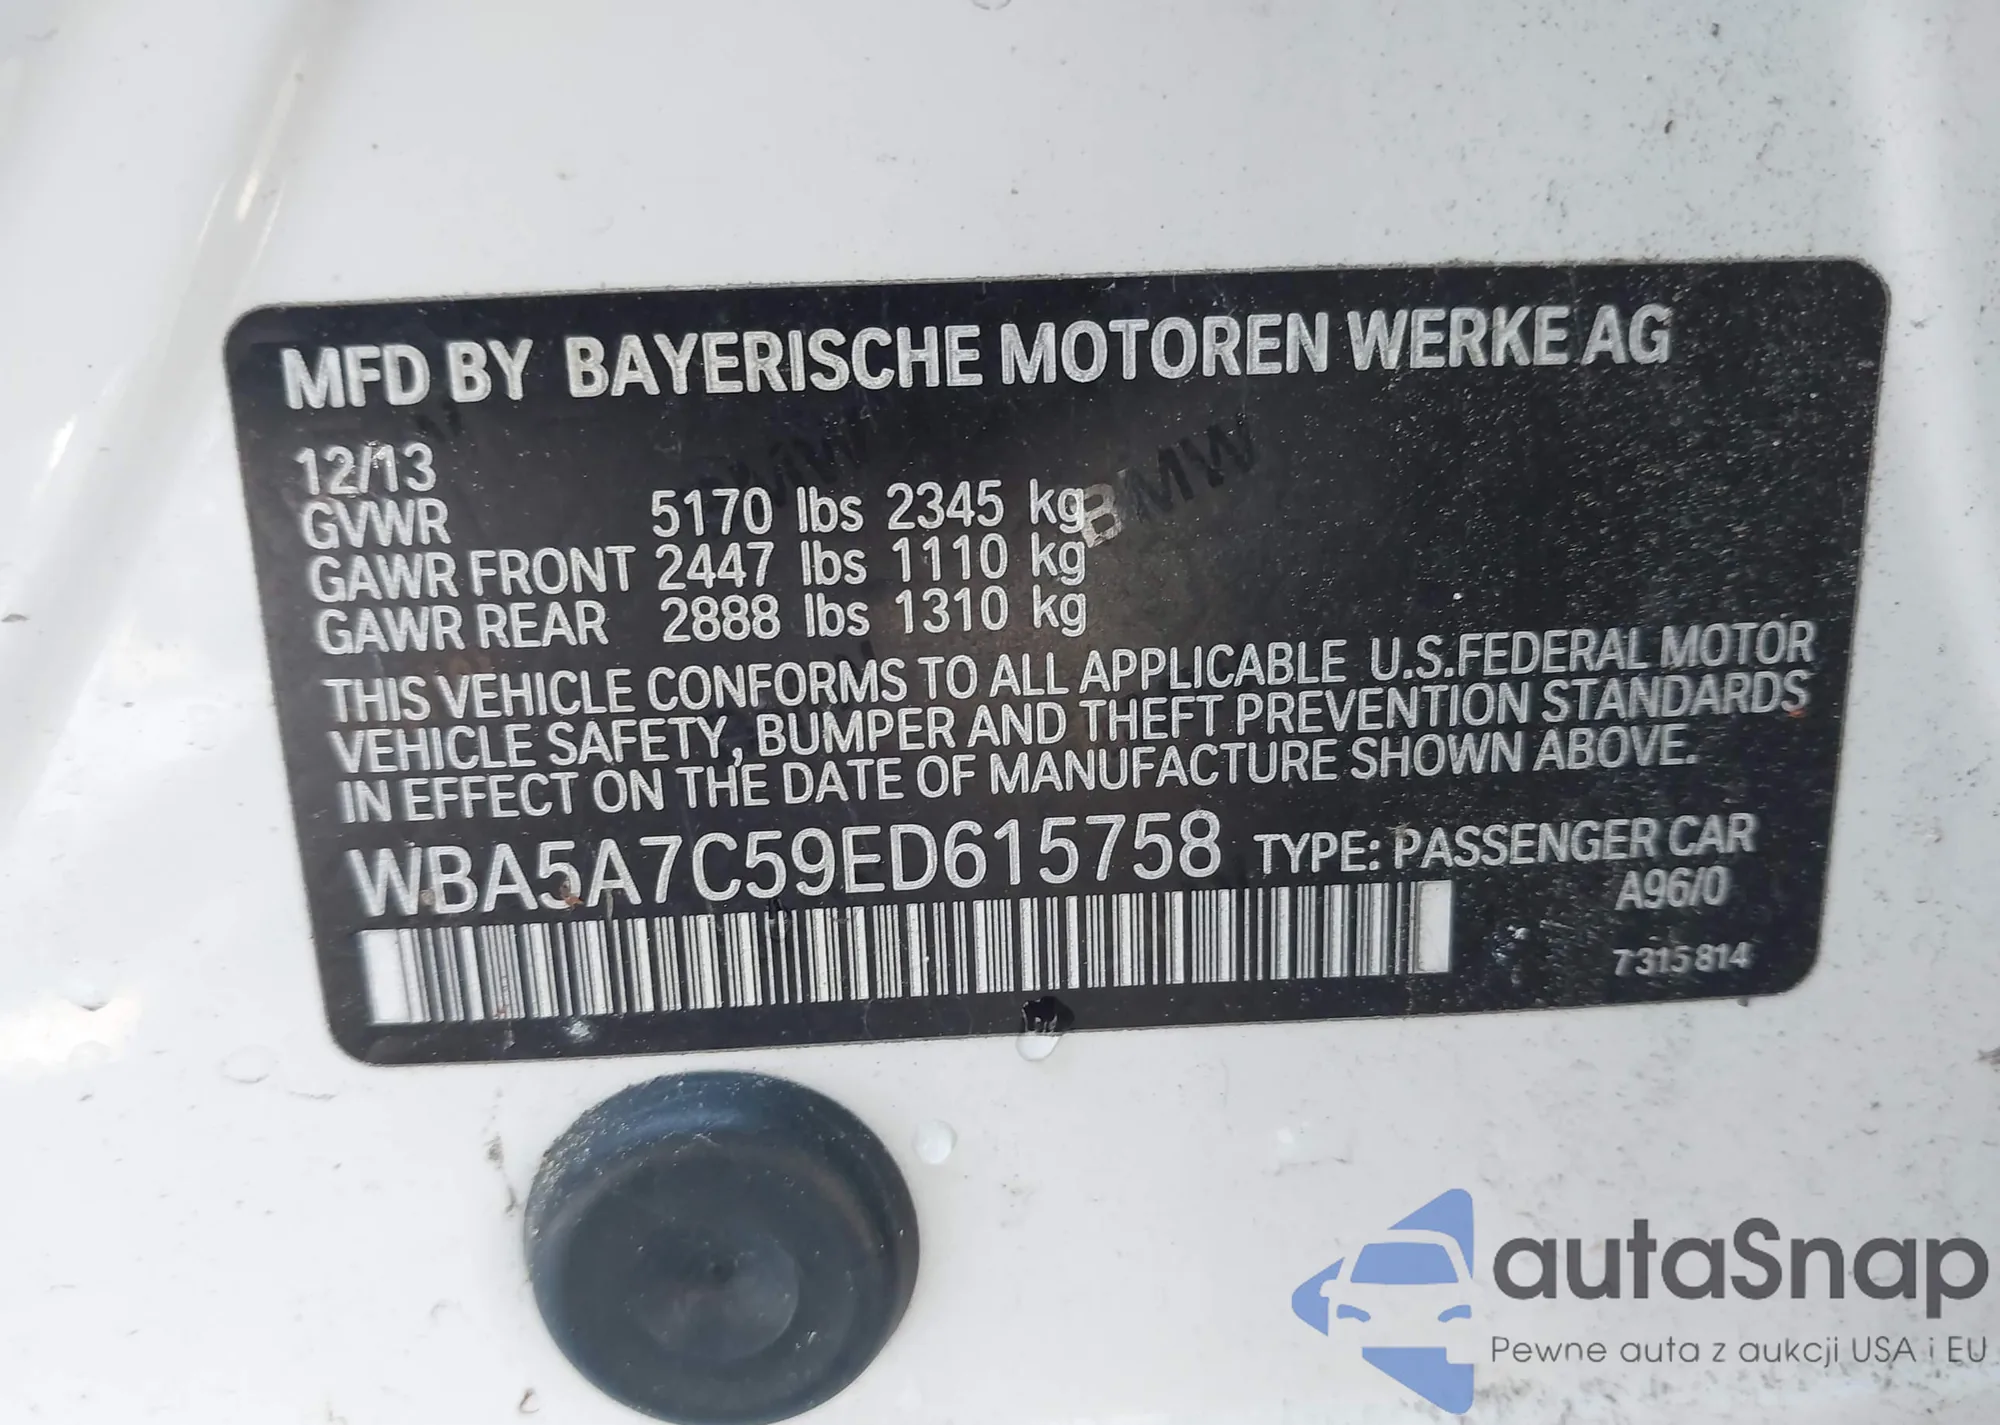 MFD BY BAYERISCHE MOTOREN WERKE AG
12/13
GVWR 5170 lbs 2345 kg
GAWR FRONT 2447 lbs 1110 kg
GAWR REAR 2888 lbs 1310 kg
BMW
THIS VEHICLE CONFORMS TO ALL APPLICABLE U.S.FEDERAL MOTOR
VEHICLE SAFETY, BUMPER AND THEFT PREVENTION STANDARDS
IN EFFECT ON THE DATE OF MANUFACTURE SHOWN ABOVE.
WBA5A7C59ED615758 TYPE: PASSENGER CAR
A96/0
7315814
autaSnap
Pewne auta z aukcji USA i EU